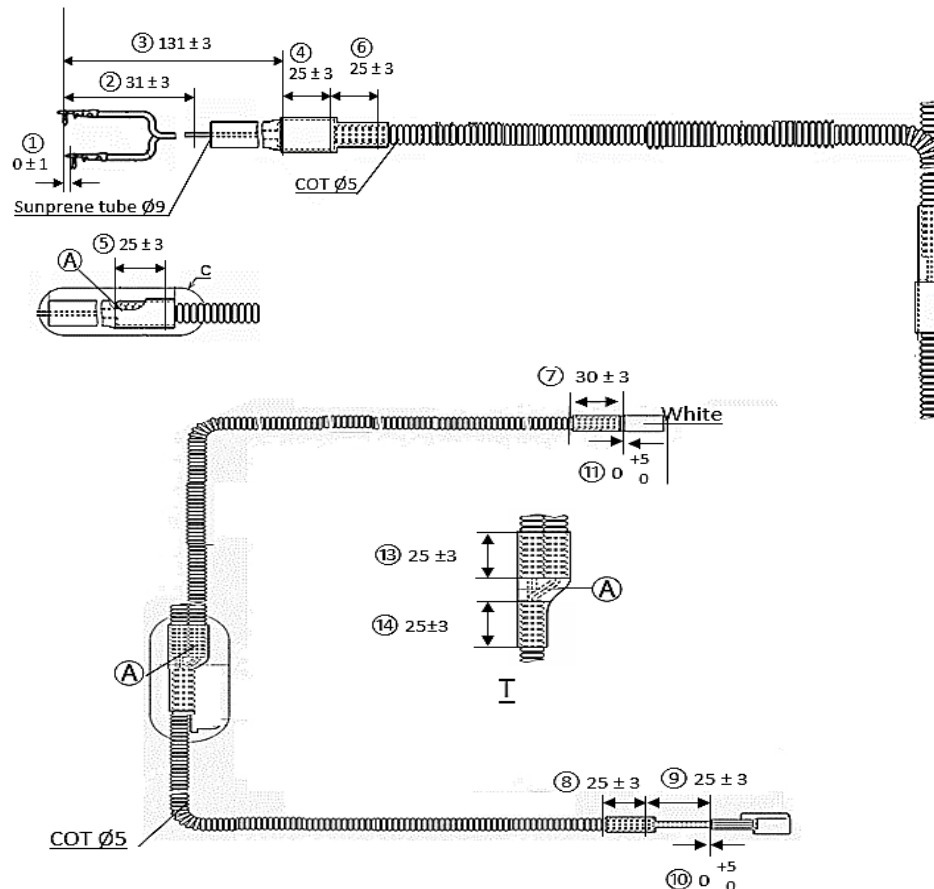 ③ 131 ± 3
④
25 ± 3
⑥
25 ± 3
② 31 ± 3
①
0 ± 1
COT Ø5
Sunprene tube Ø9
⑤ 25 ± 3
Ⓐ
C
⑦ 30 ± 3
White
⑪ 0 +5 0
⑬ 25 ±3
Ⓐ
⑭ 25±3
Ⓐ
T
⑧ 25 ± 3
⑨ 25 ± 3
COT Ø5
⑩ 0 +5 0